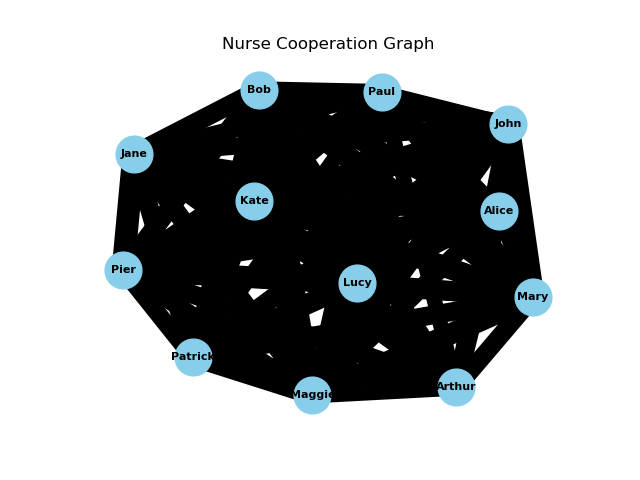 Nurse Cooperation Graph
Bob
Paul
John
Jane
Kate
Alice
Pier
Lucy
Mary
Patrick
Maggie
Arthur